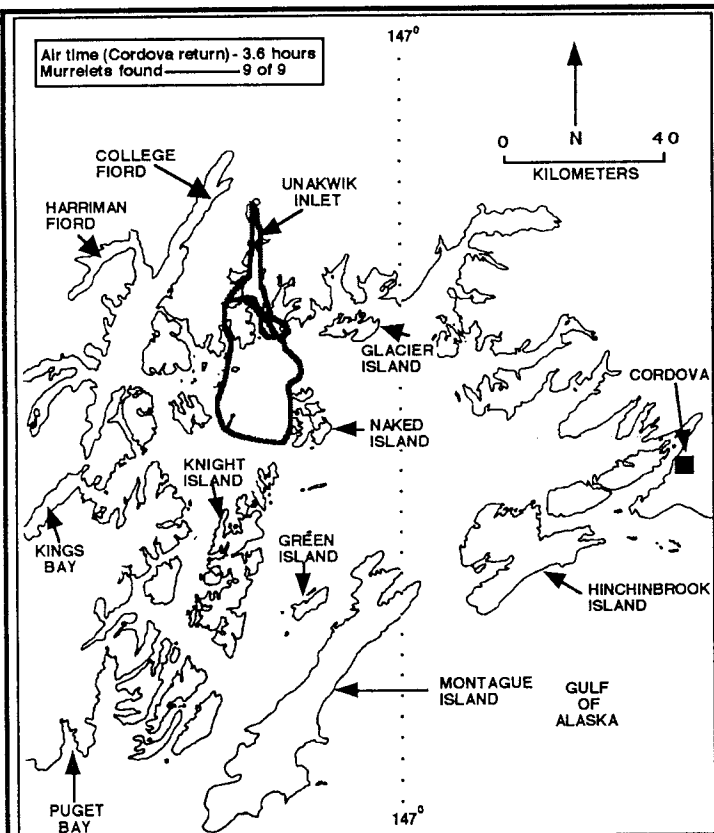 147°
Air time (Cordova return) - 3.6 hours
Murrelets found 9 of 9
N
0 40
KILOMETERS
COLLEGE
FIORD
UNAKWIK
INLET
HARRIMAN
FIORD
GLACIER
ISLAND
CORDOVA
NAKED
ISLAND
KNIGHT
ISLAND
KINGS
BAY
GREEN
ISLAND
HINCHINBROOK
ISLAND
MONTAGUE
ISLAND
GULF
OF
ALASKA
PUGET
BAY
147°